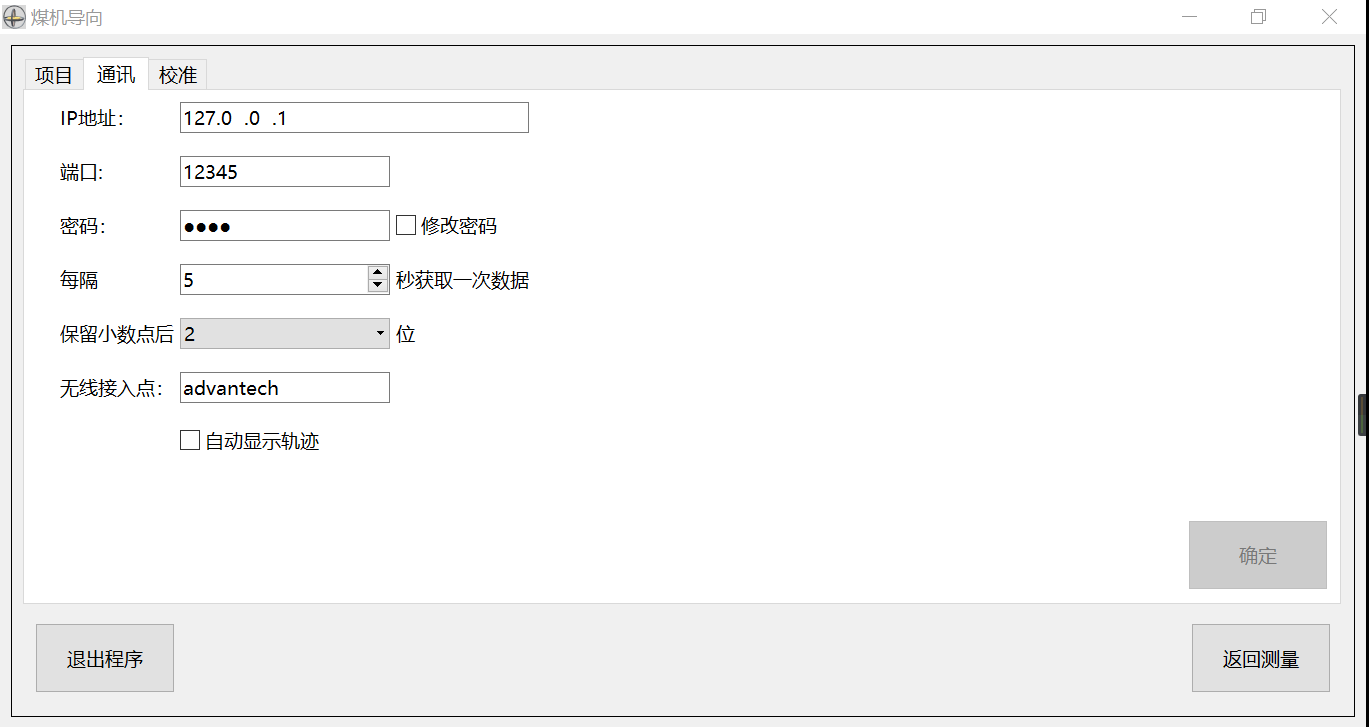 煤机导向
项目 通讯 校准
IP地址： 127.0 .0 .1
端口: 12345
密码： ●●●● 修改密码
每隔 5 秒获取一次数据
保留小数点后 2 位
无线接入点： advantech
自动显示轨迹
确定
退出程序 返回测量